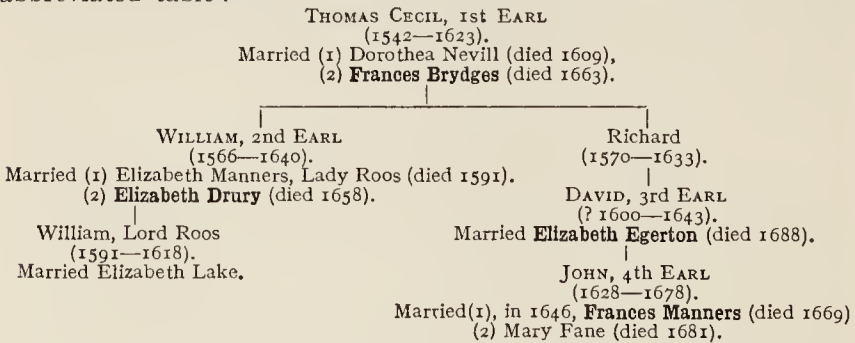 THOMAS CECIL, 1st EARL
(1542—1623).
Married (1) Dorothea Nevill (died 1609),
(2) Frances Brydges (died 1663).
WILLIAM, 2nd EARL
(1566—1640).
Married (1) Elizabeth Manners, Lady Roos (died 1591).
(2) Elizabeth Drury (died 1658).
William, Lord Roos
(1591—1618).
Married Elizabeth Lake.
Richard
(1570—1633).
DAVID, 3rd EARL
(? 1600—1643).
Married Elizabeth Egerton (died 1688).
JOHN, 4th EARL
(1628—1678).
Married(1), in 1646, Frances Manners (died 1669)
(2) Mary Fane (died 1681).